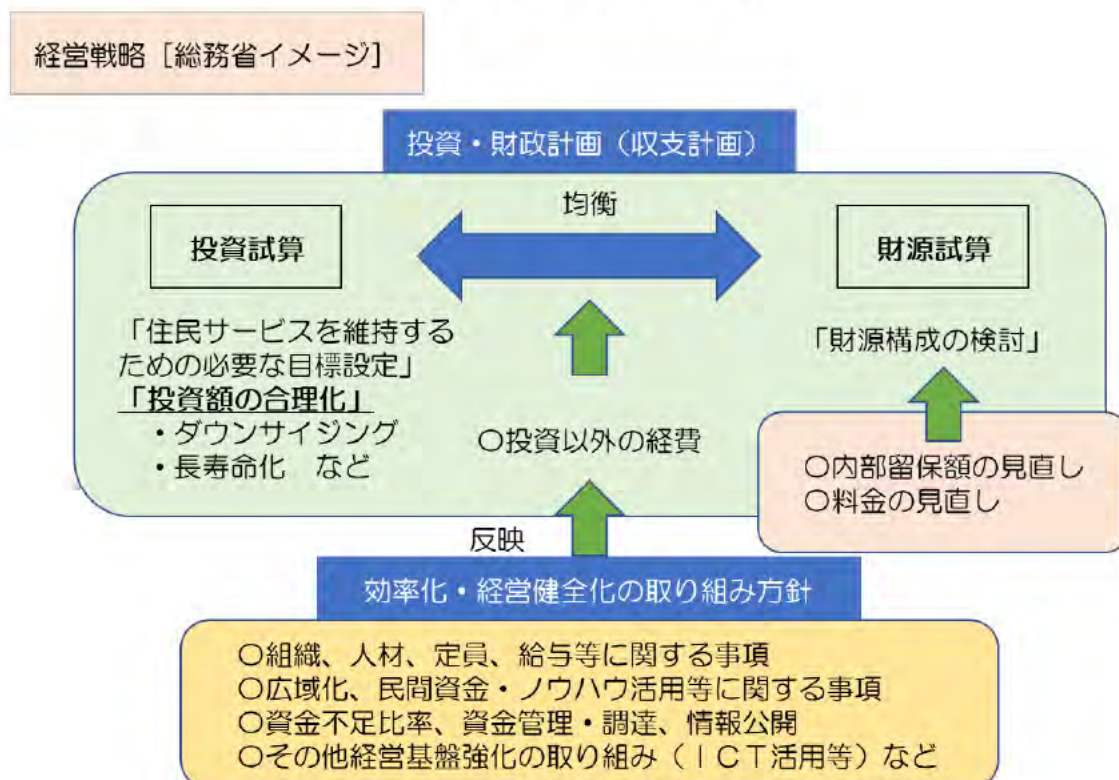 経営戦略［総務省イメージ］
投資・財政計画（収支計画）
均衡
投資試算
財源試算
「住民サービスを維持する
ための必要な目標設定」
「投資額の合理化」
・ダウンサイジング
・長寿命化　など
〇投資以外の経費
「財源構成の検討」
〇内部留保額の見直し
〇料金の見直し
反映
効率化・経営健全化の取り組み方針
〇組織、人材、定員、給与等に関する事項
〇広域化、民間資金・ノウハウ活用等に関する事項
〇資金不足比率、資金管理・調達、情報公開
〇その他経営基盤強化の取り組み（ＩＣＴ活用等）など